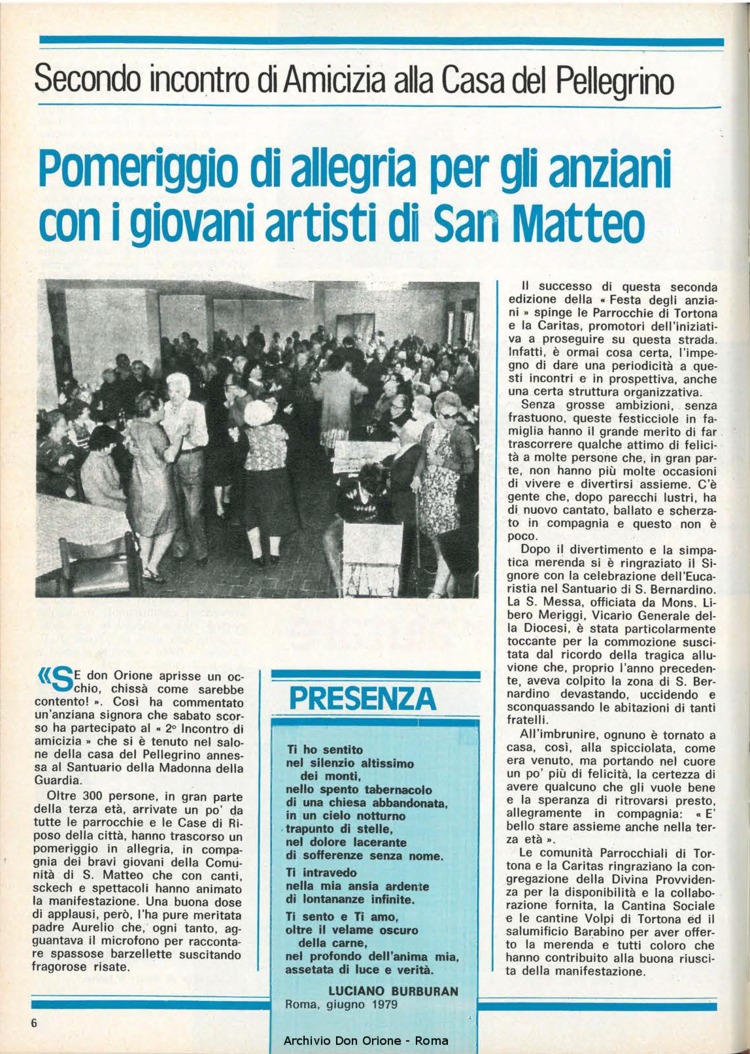 Secondo incontro di Amicizia alla Casa del Pellegrino
Pomeriggio di allegria per gli anziani
con i giovani artisti di San Matteo
«SE don Orione aprisse un oc-
chio, chissà come sarebbe
contento! ». Così ha commentato
un'anziana signora che sabato scor-
so ha partecipato al « 2º Incontro di
amicizia » che si è tenuto nel salo-
ne della casa del Pellegrino annes-
sa al Santuario della Madonna della
Guardia.
Oltre 300 persone, in gran parte
della terza età, arrivate un po' da
tutte le parrocchie e le Case di Ri-
poso della città, hanno trascorso un
pomeriggio in allegria, in compa-
gnia dei bravi giovani della Comu-
nità di S. Matteo che con canti,
sckech e spettacoli hanno animato
la manifestazione. Una buona dose
di applausi, però, l'ha pure meritata
padre Aurelio che, ogni tanto, ag-
guantava il microfono per racconta-
re spassose barzellette suscitando
fragorose risate.
PRESENZA
Ti ho sentito
nel silenzio altissimo
dei monti,
nello spento tabernacolo
di una chiesa abbandonata,
in un cielo notturno
trapunto di stelle,
nel dolore lacerante
di sofferenze senza nome.
Ti intravedo
nella mia ansia ardente
di lontananze infinite.
Ti sento e Ti amo,
oltre il velame oscuro
della carne,
nel profondo dell'anima mia,
assetata di luce e verità.
LUCIANO BURBURAN
Roma, giugno 1979
Il successo di questa seconda
edizione della « Festa degli anzia-
ni » spinge le Parrocchie di Tortona
e la Caritas, promotori dell'iniziati-
va a proseguire su questa strada.
Infatti, è ormai cosa certa, l'impe-
gno di dare una periodicità a que-
sti incontri e in prospettiva, anche
una certa struttura organizzativa.
Senza grosse ambizioni, senza
frastuono, queste festicciole in fa-
miglia hanno il grande merito di far
trascorrere qualche attimo di felici-
tà a molte persone che, in gran par-
te, non hanno più molte occasioni
di vivere e divertirsi assieme. C'è
gente che, dopo parecchi lustri, ha
di nuovo cantato, ballato e scherza-
to in compagnia e questo non è
poco.
Dopo il divertimento e la simpa-
tica merenda si è ringraziato il Si-
gnore con la celebrazione dell'Euca-
ristia nel Santuario di S. Bernardino.
La S. Messa, officiata da Mons. Li-
bero Meriggi, Vicario Generale del-
la Diocesi, è stata particolarmente
toccante per la commozione susci-
tata dal ricordo della tragica allu-
vione che, proprio l'anno preceden-
te, aveva colpito la zona di S. Ber-
nardino devastando, uccidendo e
sconquassando le abitazioni di tanti
fratelli.
All'imbrunire, ognuno è tornato a
casa, così, alla spicciolata, come
era venuto, ma portando nel cuore
un po' più di felicità, la certezza di
avere qualcuno che gli vuole bene
e la speranza di ritrovarsi presto,
allegramente in compagnia: « E'
bello stare assieme anche nella ter-
za età ».
Le comunità Parrocchiali di Tor-
tona e la Caritas ringraziano la con-
gregazione della Divina Provviden-
za per la disponibilità e la collabo-
razione fornita, la Cantina Sociale
e le cantine Volpi di Tortona ed il
salumificio Barabino per aver offer-
to la merenda e tutti coloro che
hanno contribuito alla buona riusci-
ta della manifestazione.
6
Archivio Don Orione - Roma